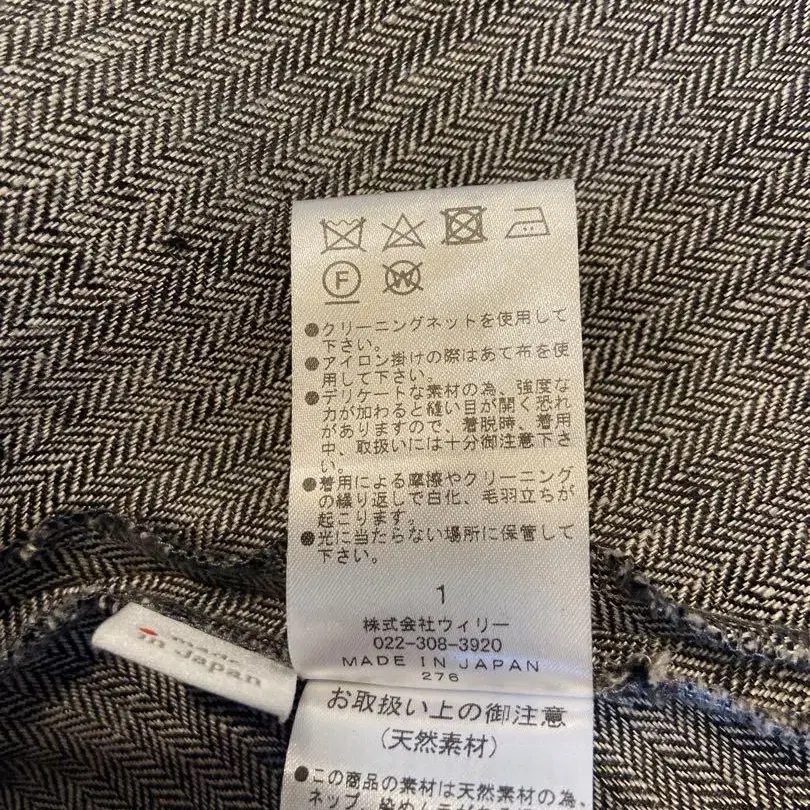 F W
●クリーニングネットを使用して
下さい。
●アイロン掛けの際はあて布を使
用して下さい。
●デリケートな素材の為、強度な
力が加わると縫い目が開く恐れ
がありますので、着脱時、着用
中、取扱いには十分御注意下さ
い。
●着用による摩擦やクリーニング
の繰り返しで白化、毛羽立ちが
起こります。
●光に当たらない場所に保管して
下さい。
1
株式会社ウィリー
022-308-3920
MADE IN JAPAN
276
made
in Japan
お取扱い上の御注意
(天然素材)
●この商品の素材は天然素材の為、
ネップ、染めムラが